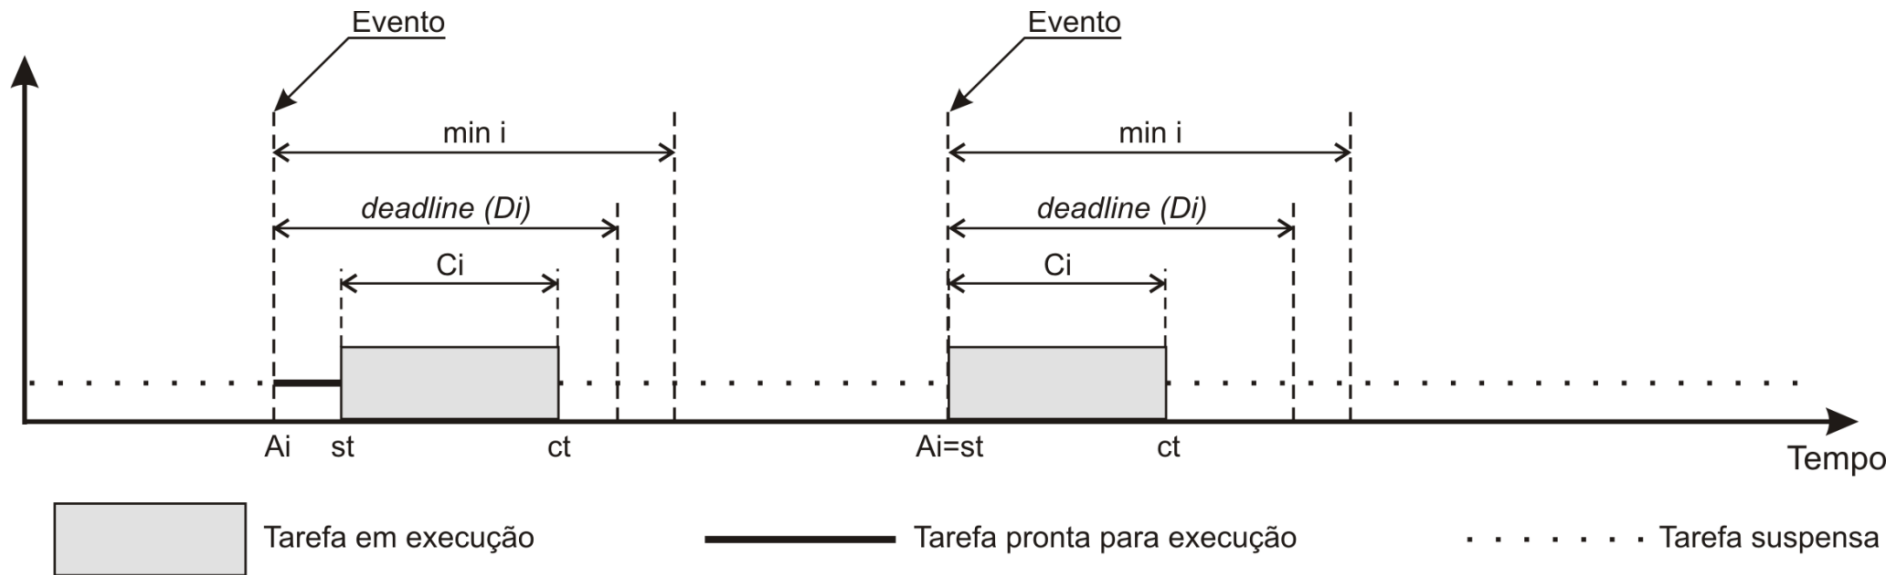 Evento
Evento
min i
min i
deadline (Di)
deadline (Di)
Ci
Ci
Ai
st
ct
Ai=st
ct
Tempo
Tarefa em execução
Tarefa pronta para execução
Tarefa suspensa